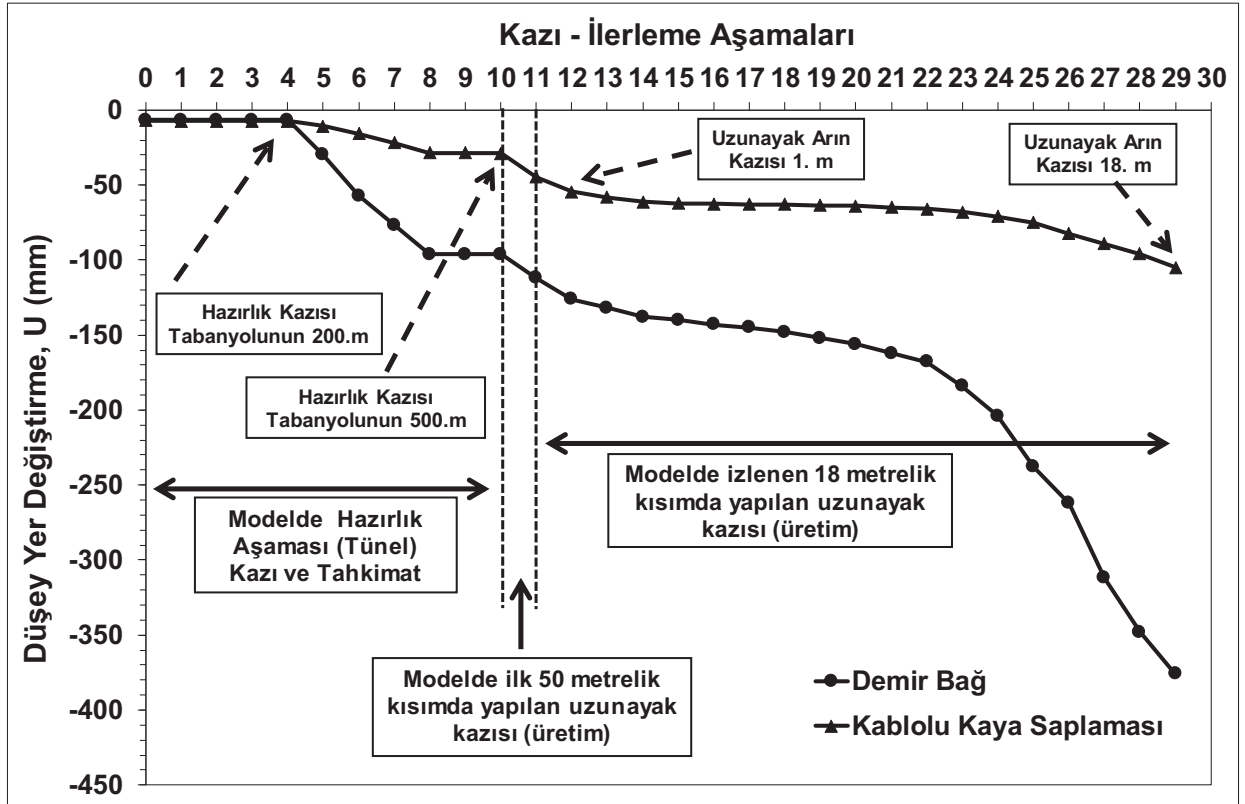 Kazı - İlerleme Aşamaları
0 1 2 3 4 5 6 7 8 9 10 11 12 13 14 15 16 17 18 19 20 21 22 23 24 25 26 27 28 29 30
Düşey Yer Değiştirme, U (mm)
0
-50
-100
-150
-200
-250
-300
-350
-400
-450
Uzunayak Arın
Kazısı 1. m
Uzunayak Arın
Kazısı 18. m
Hazırlık Kazısı
Tabanyolunun 200.m
Hazırlık Kazısı
Tabanyolunun 500.m
Modelde Hazırlık
Aşaması (Tünel)
Kazı ve Tahkimat
Modelde izlenen 18 metrelik
kısımda yapılan uzunayak
kazısı (üretim)
Modelde ilk 50 metrelik
kısımda yapılan uzunayak
kazısı (üretim)
Demir Bağ
Kablolu Kaya Saplaması